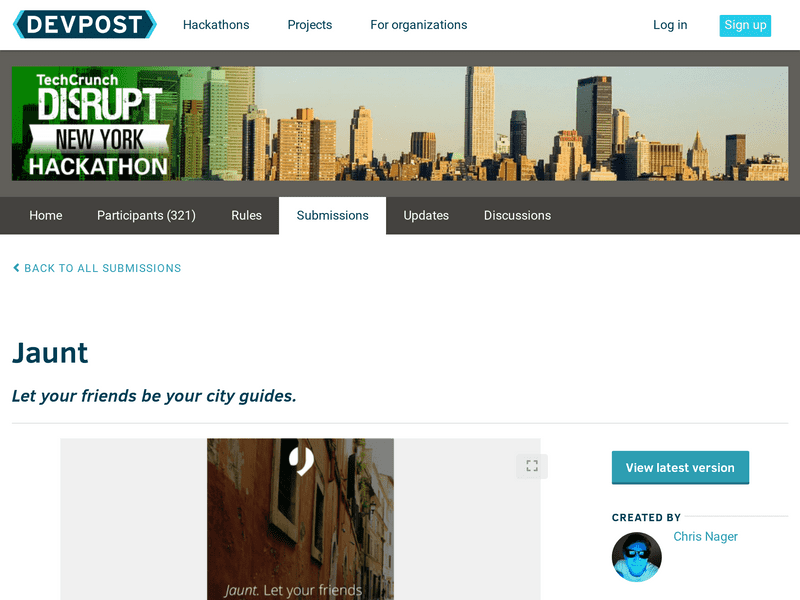 DEVPOST
Hackathons
Projects
For organizations
Log in
Sign up
TechCrunch
DISRUPT
NEW YORK
HACKATHON
Home
Participants (321)
Rules
Submissions
Updates
Discussions
BACK TO ALL SUBMISSIONS
Jaunt
Let your friends be your city guides.
Jaunt. Let your friends
View latest version
CREATED BY
Chris Nager